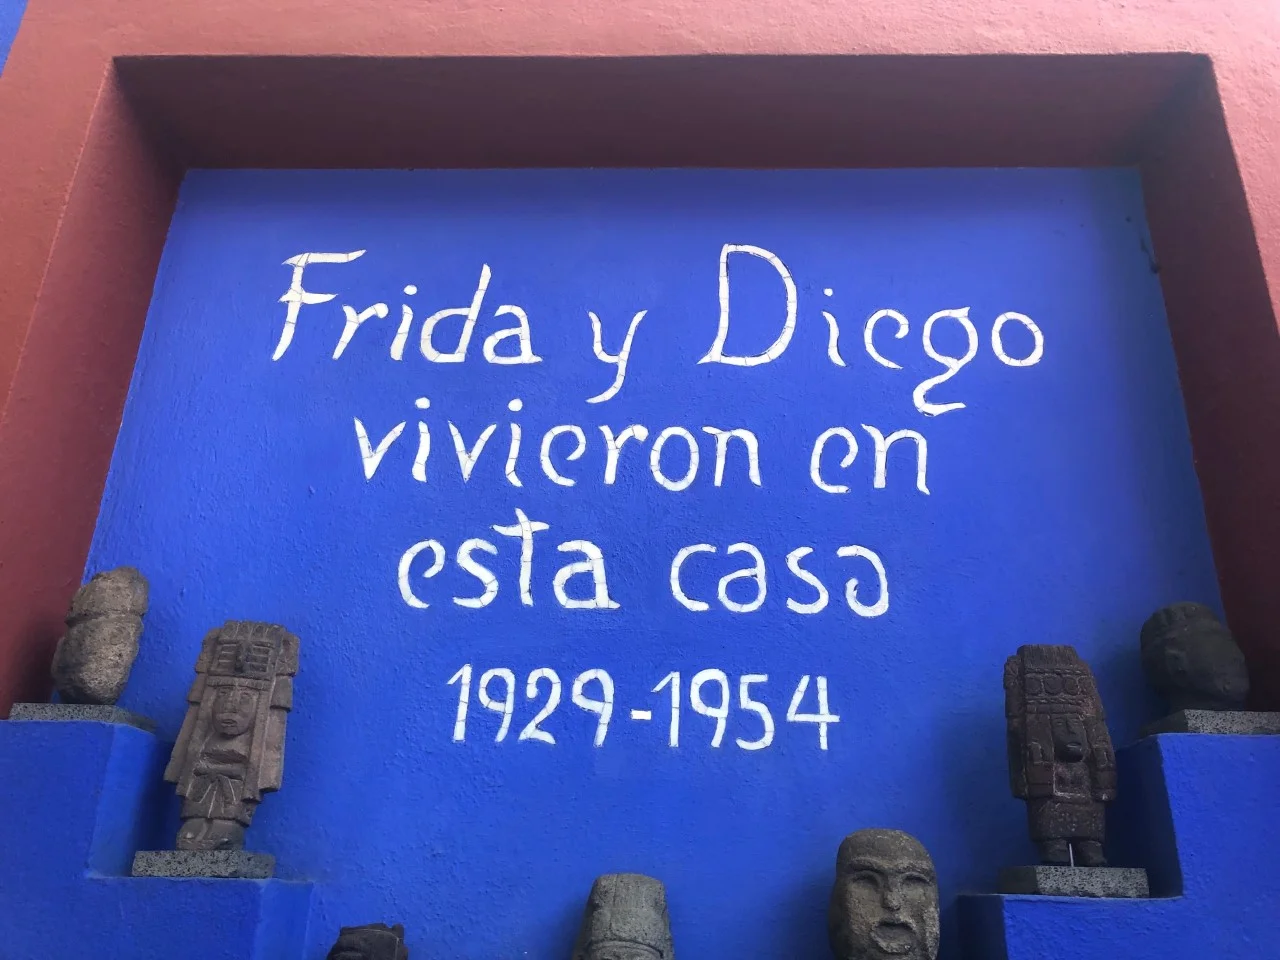 Frida y Diego
vivieron en
esta casa
1929-1954